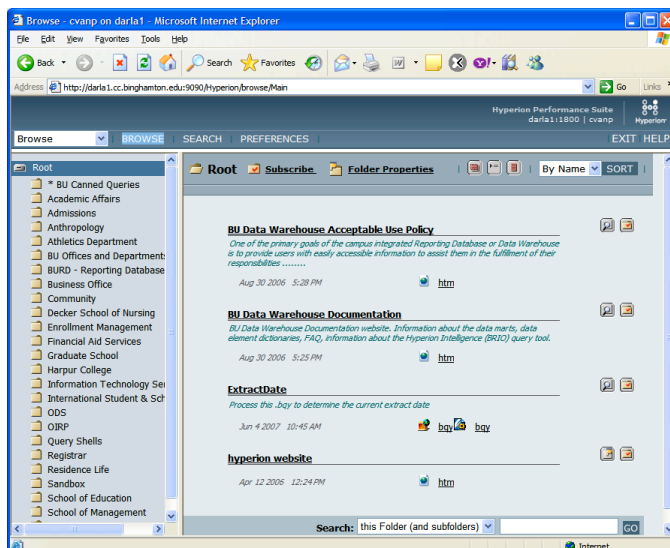 Browse - cvanp on darla1 - Microsoft Internet Explorer
File Edit View Favorites Tools Help
Back Search Favorites
Address http://darla1.cc.binghamton.edu:9090/Hyperion/browse/Main Go Links
Hyperion Performance Suite
darla1:1800 | cvanp
Hyperion
Browse BROWSE SEARCH PREFERENCES EXIT HELP
Root
* BU Canned Queries
Academic Affairs
Admissions
Anthropology
Athletics Department
BU Offices and Department
BURD - Reporting Database
Business Office
Community
Decker School of Nursing
Enrollment Management
Financial Aid Services
Graduate School
Harpur College
Information Technology Ser
International Student & Sch
ODS
OIRP
Query Shells
Registrar
Residence Life
Sandbox
School of Education
School of Management
Root Subscribe Folder Properties By Name SORT
BU Data Warehouse Acceptable Use Policy
One of the primary goals of the campus integrated Reporting Database or Data Warehouse
is to provide users with easily accessible information to assist them in the fulfillment of their
responsibilities ........
Aug 30 2006 5:28 PM htm
BU Data Warehouse Documentation
BU Data Warehouse Documentation website. Information about the data marts, data
element dctionaries, FAQ, information about the Hyperion Intelligence (BRIO) query tool.
Aug 30 2006 5:25 PM htm
ExtractDate
Process this .bqy to determine the current extract date
Jun 4 2007 10:45 AM bqy bqy
hyperion website
Apr 12 2006 12:24 PM htm
Search: this Folder (and subfolders) GO
Internet